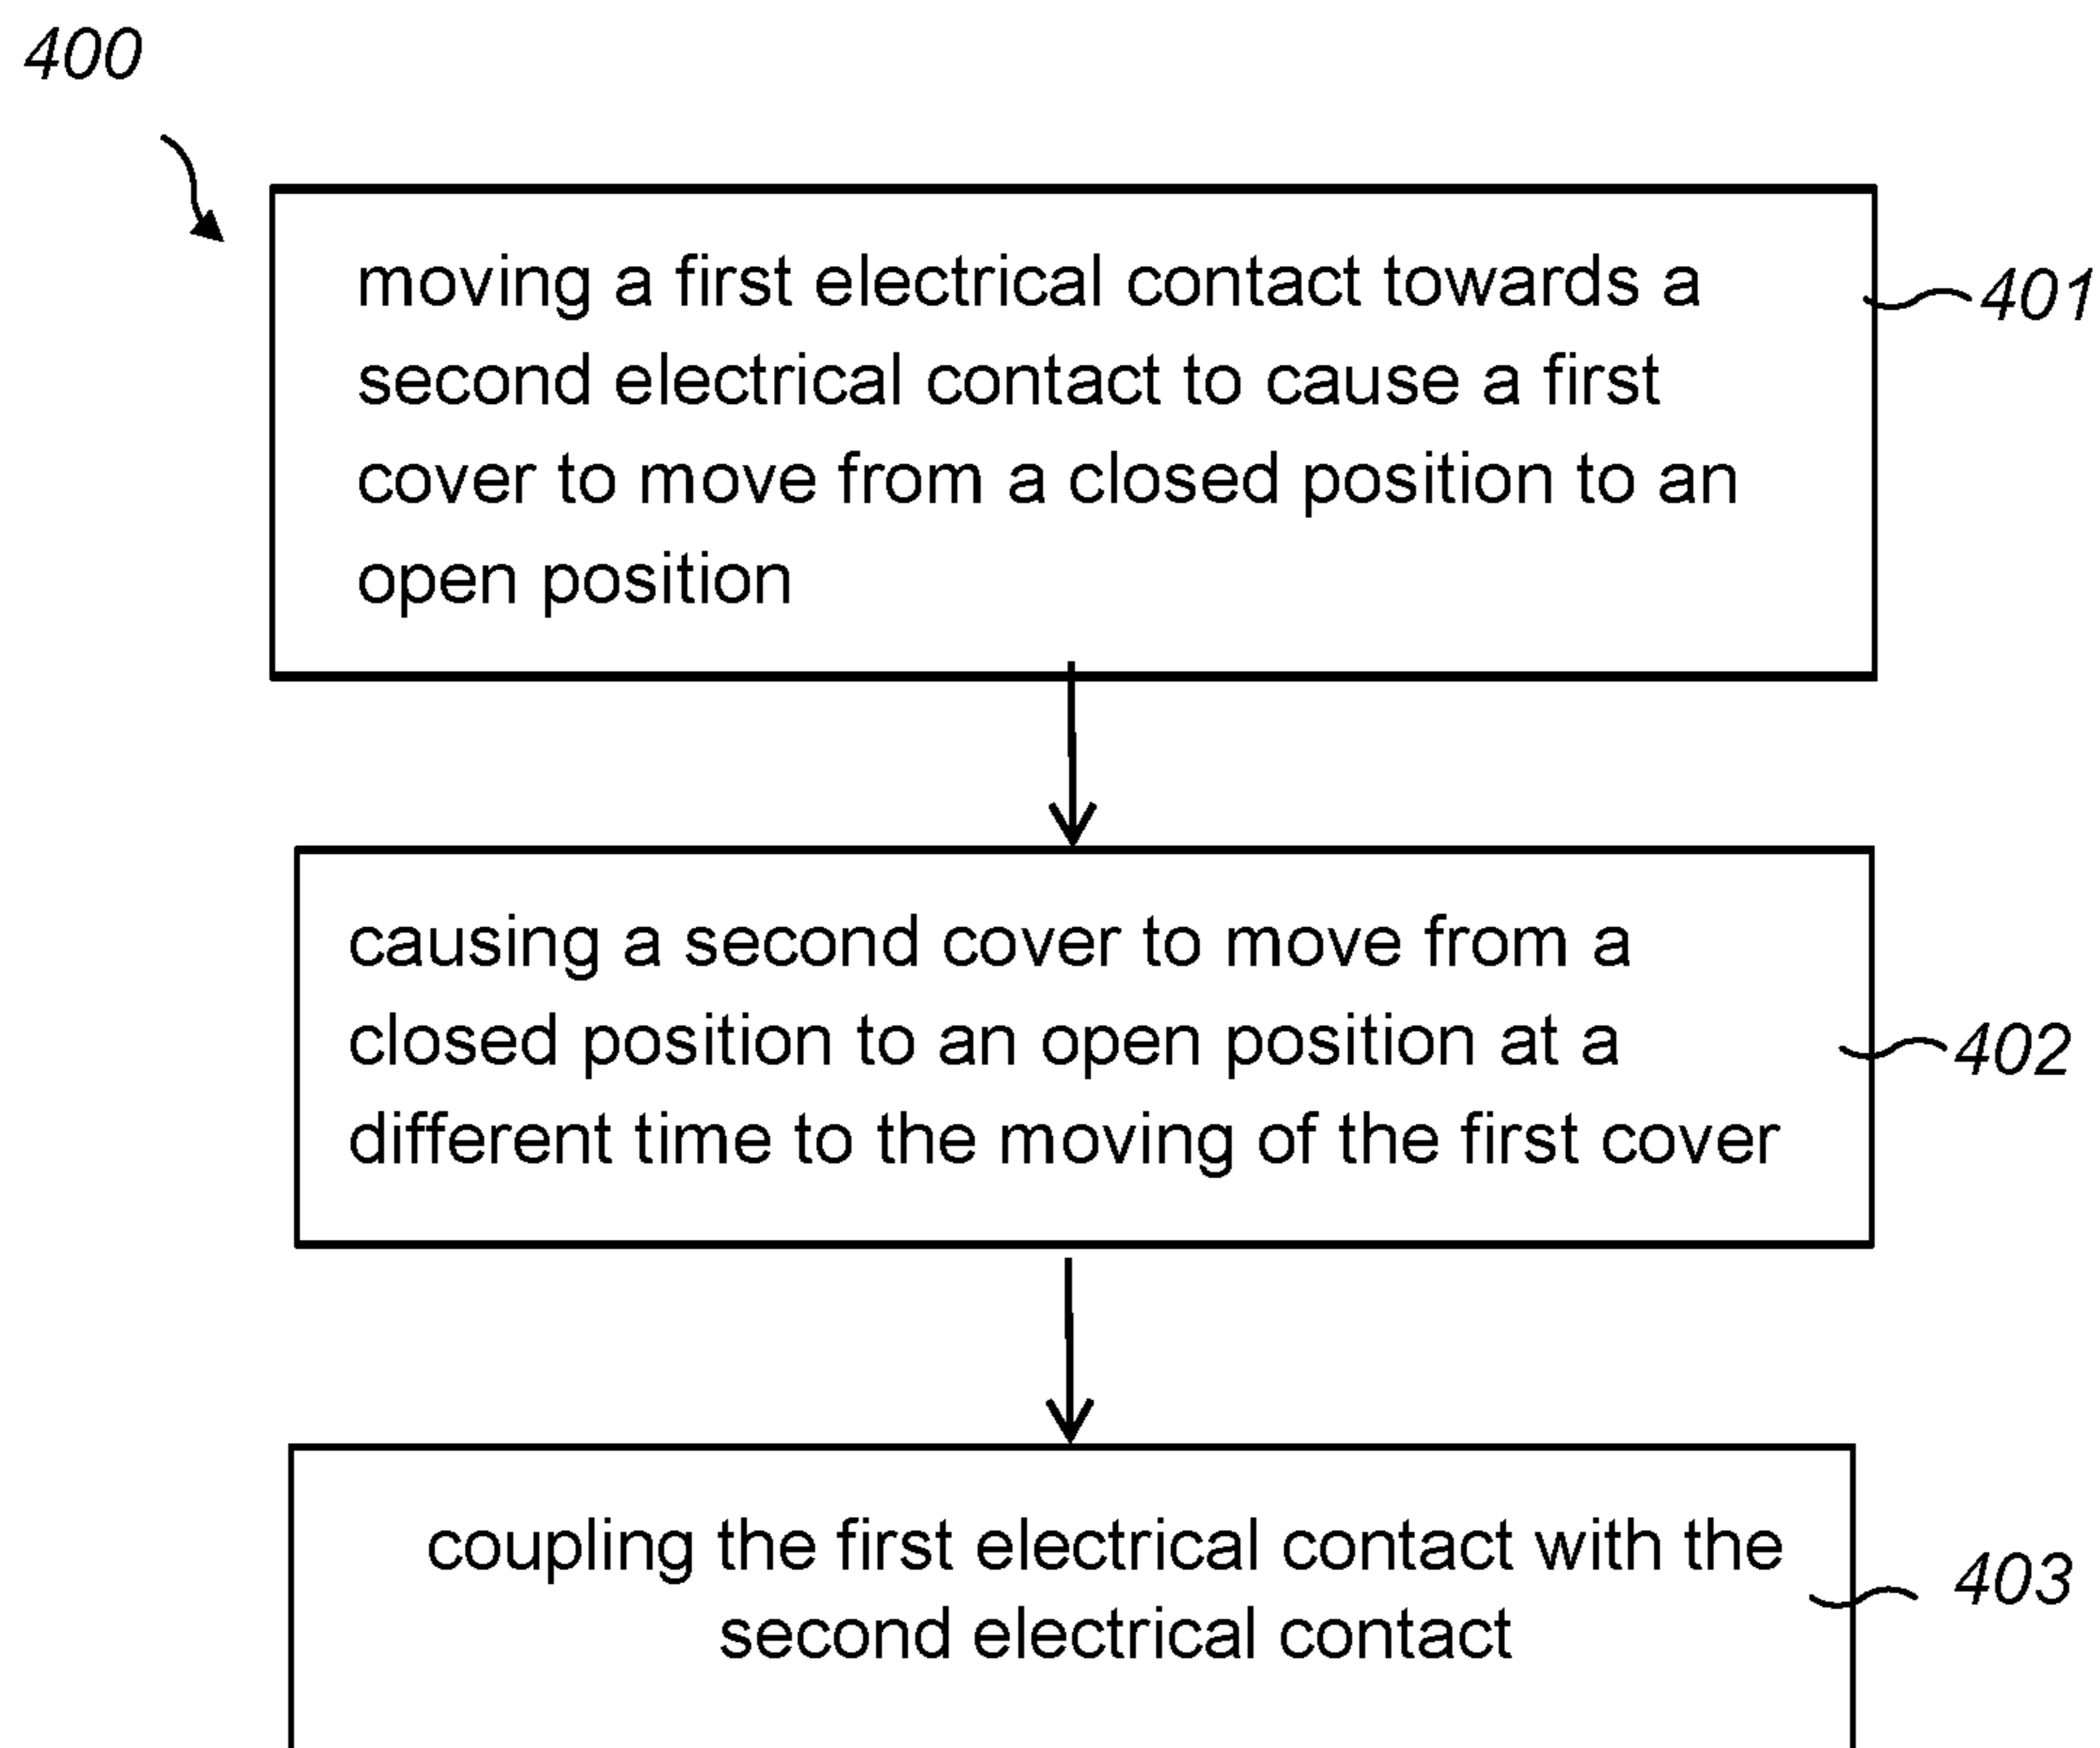 400
moving a first electrical contact towards a
second electrical contact to cause a first
cover to move from a closed position to an
open position
401
causing a second cover to move from a
closed position to an open position at a
different time to the moving of the first cover
402
coupling the first electrical contact with the
second electrical contact
403